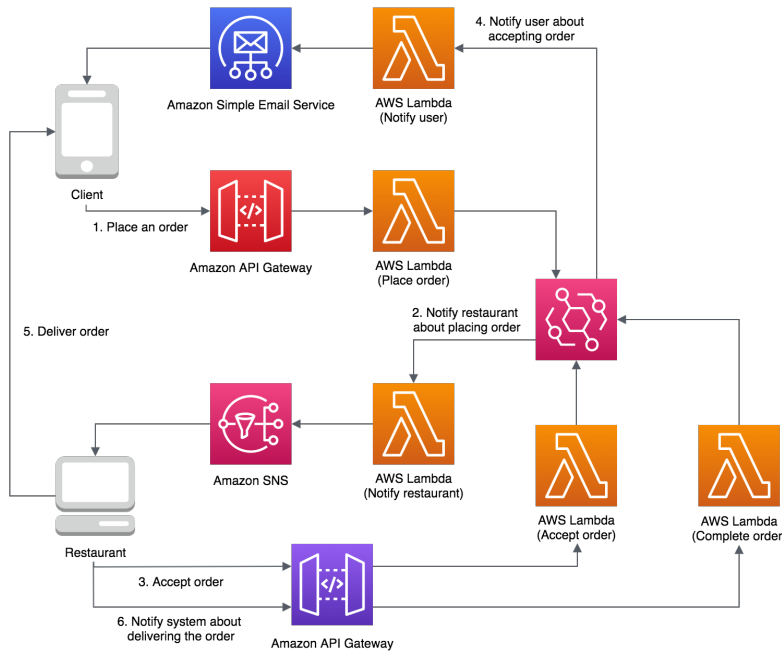 4. Notify user about
accepting order
Amazon Simple Email Service
AWS Lambda
(Notify user)
Client
1. Place an order
</>
Amazon API Gateway
AWS Lambda
(Place order)
2. Notify restaurant
about placing order
5. Deliver order
Amazon SNS
AWS Lambda
(Notify restaurant)
AWS Lambda
(Accept order)
AWS Lambda
(Complete order
Restaurant
3. Accept order
</>
6. Notify system about
delivering the order
Amazon API Gateway